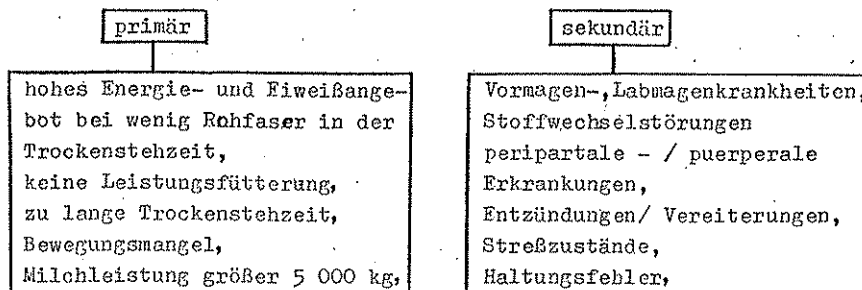 primär
hohes Energie- und Eiweißange-
bot bei wenig Rohfaser in der
Trockenstehzeit,
keine Leistungsfütterung,
zu lange Trockenstehzeit,
Bewegungsmangel,
Milchleistung größer 5 000 kg,
sekundär
Vormagen-,Labmagenkrankheiten,
Stoffwechselstörungen
peripartale - / puerperale
Erkrankungen,
Entzündungen/ Vereiterungen,
Streßzustände,
Haltungsfehler,